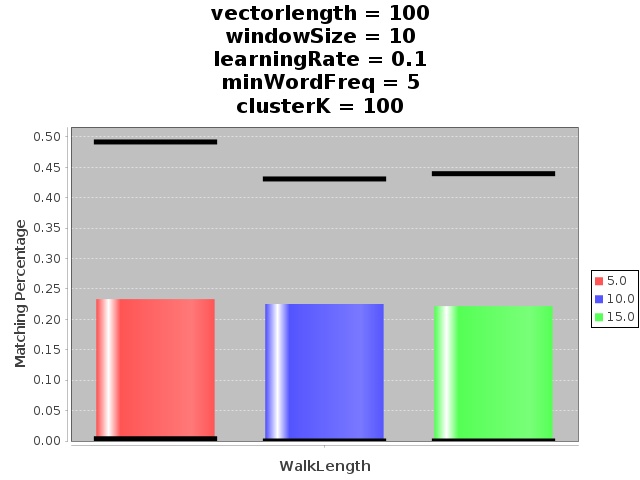 vectorlength = 100
windowSize = 10
learningRate = 0.1
minWordFreq = 5
clusterK = 100
Matching Percentage
0.50
0.45
0.40
0.35
0.30
0.25
0.20
0.15
0.10
0.05
0.00
WalkLength
5.0
10.0
15.0